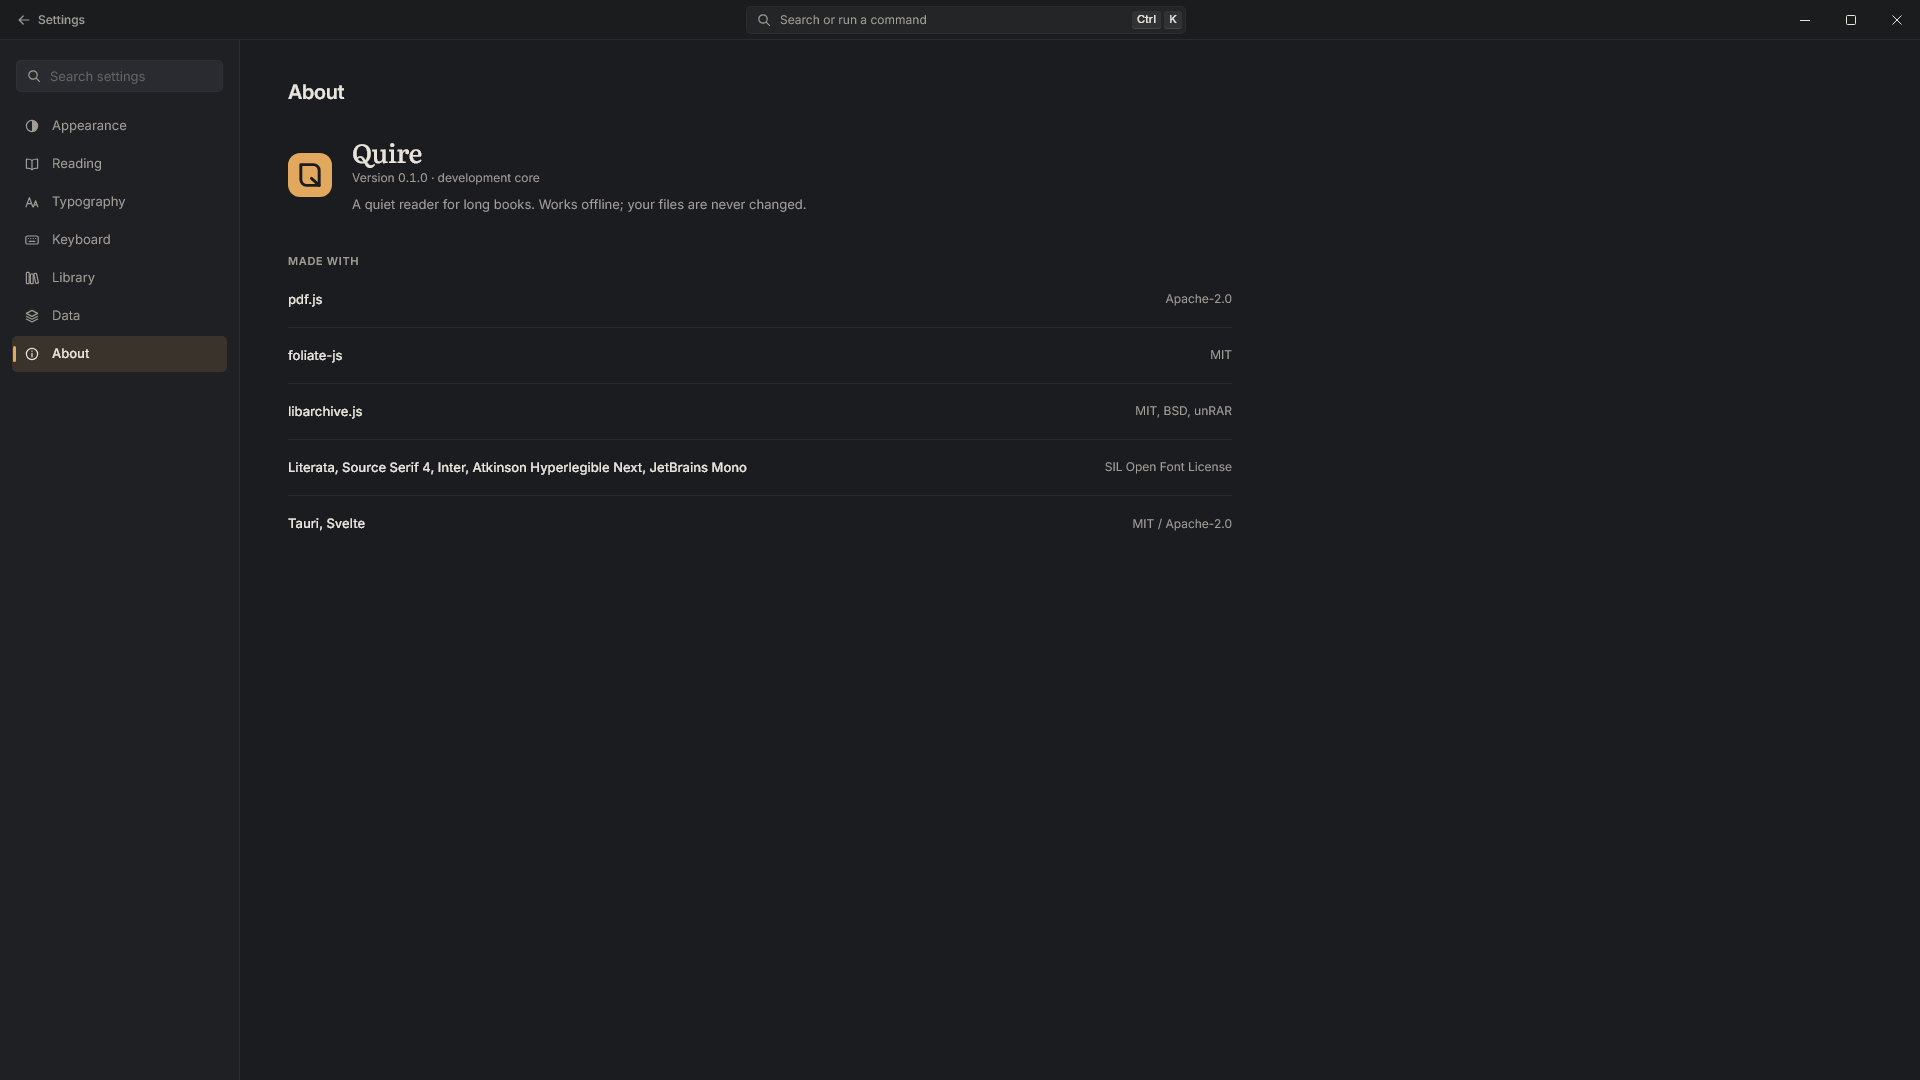 Settings
Search or run a command
Ctrl K
Search settings
Appearance
Reading
Typography
Keyboard
Library
Data
About
About
Quire
Version 0.1.0 · development core
A quiet reader for long books. Works offline; your files are never changed.
MADE WITH
pdf.js
Apache-2.0
foliate-js
MIT
libarchive.js
MIT, BSD, unRAR
Literata, Source Serif 4, Inter, Atkinson Hyperlegible Next, JetBrains Mono
SIL Open Font License
Tauri, Svelte
MIT / Apache-2.0